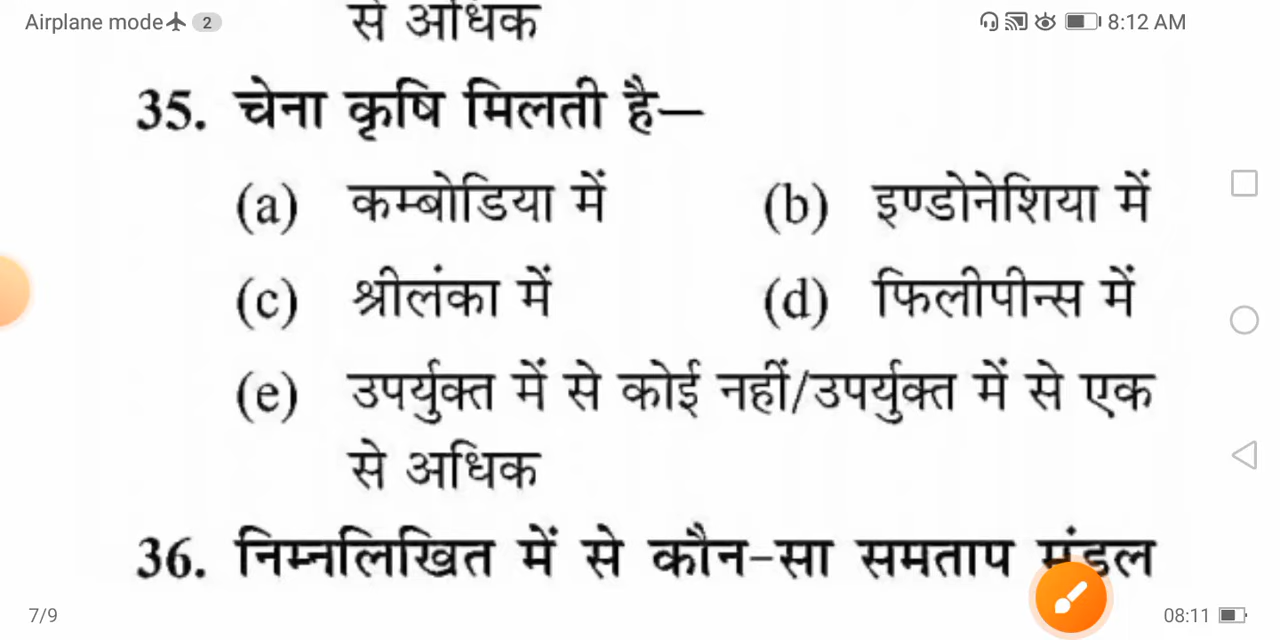 Airplane mode 2 8:12 AM
से अधिक
35. चेना कृषि मिलती है—
(a) कम्बोडिया में (b) इण्डोनेशिया में
(c) श्रीलंका में (d) फिलीपीन्स में
(e) उपर्युक्त में से कोई नहीं/उपर्युक्त में से एक
से अधिक
36. निम्नलिखित में से कौन-सा समताप मंडल
7/9 08:11